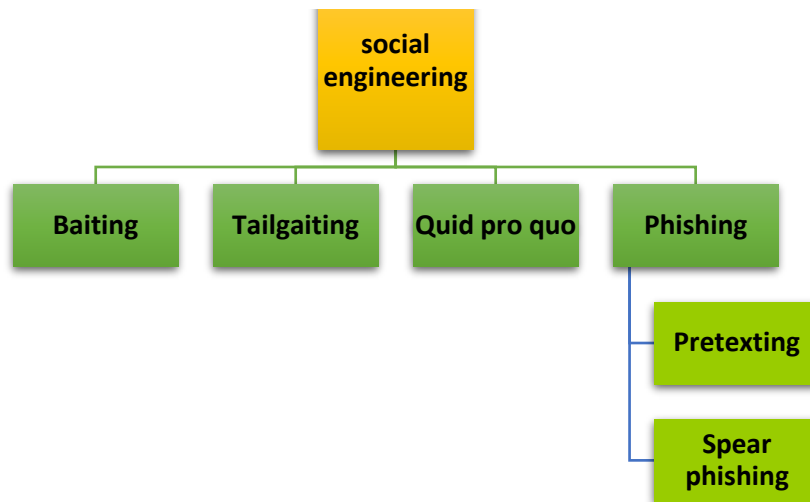 social
engineering
Baiting
Tailgaiting
Quid pro quo
Phishing
Pretexting
Spear
phishing